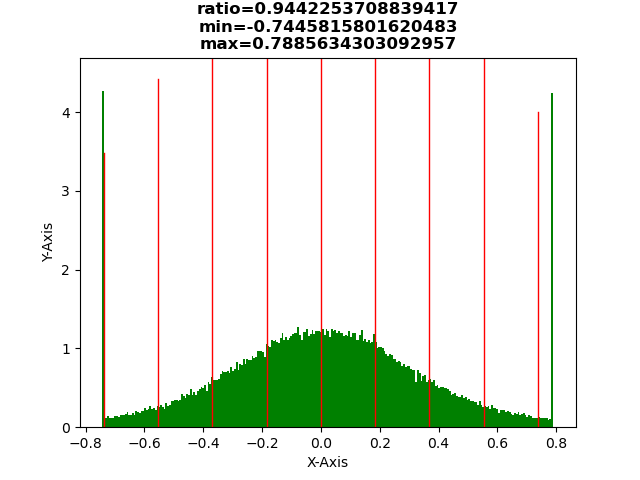 ratio=0.9442253708839417
min=-0.7445815801620483
max=0.7885634303092957
4
3
2
1
0
Y-Axis
−0.8 −0.6 −0.4 −0.2 0.0 0.2 0.4 0.6 0.8
X-Axis